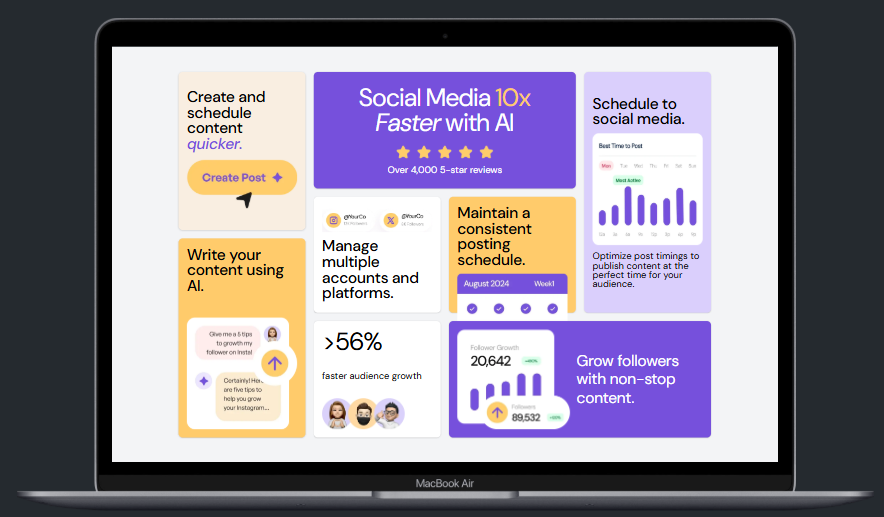 Create and
schedule
content
quicker.
Create Post
Social Media 10x
Faster with AI
Over 4,000 5-star reviews
Schedule to
social media.
Best Time to Post
Mon Tue Wed Thu Fri Sat Sun
Most Active
Optimize post timings to
publish content at the
perfect time for your
audience.
Write your
content using
AI.
Give me a 5 tips
to growth my
follower on Insta!
Certainly! Her
are five tips to
help you grow
your Instagram...
@YourCo
@YourCo
Manage
multiple
accounts and
platforms.
Maintain a
consistent
posting
schedule.
August 2024 Week1
>56%
faster audience growth
Follower Growth
20,642
Followers
89,532
Grow followers
with non-stop
content.
MacBook Air